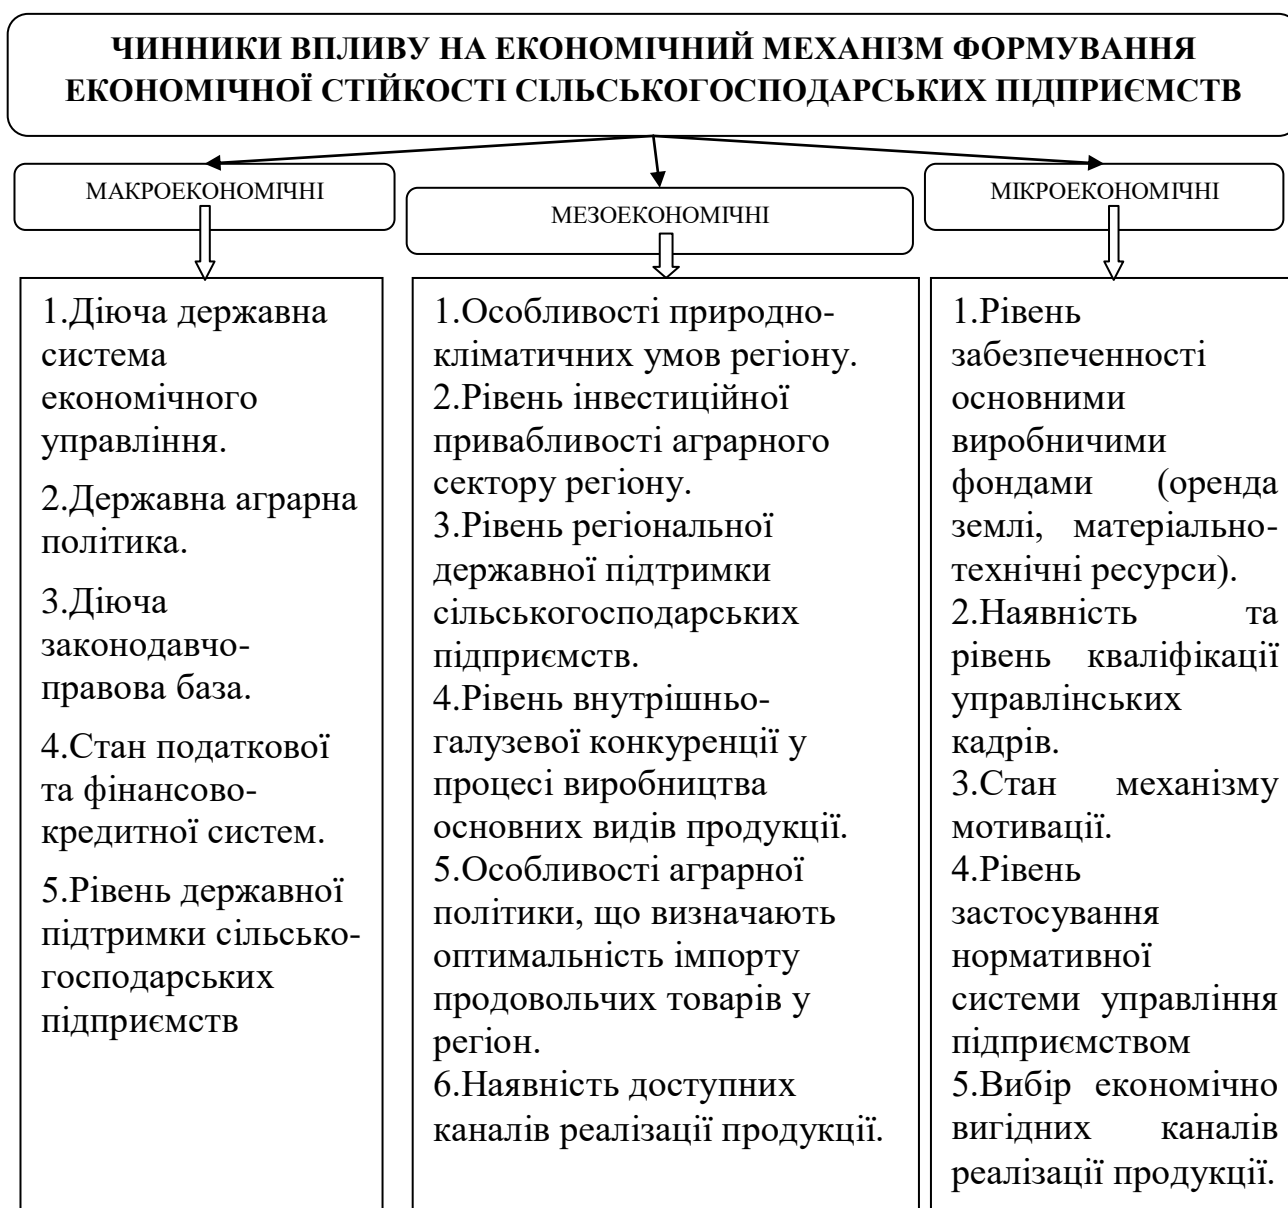 ЧИННИКИ ВПЛИВУ НА ЕКОНОМІЧНИЙ МЕХАНІЗМ ФОРМУВАННЯ
ЕКОНОМІЧНОЇ СТІЙКОСТІ СІЛЬСЬКОГОСПОДАРСЬКИХ ПІДПРИЄМСТВ
МАКРОЕКОНОМІЧНІ
1.Діюча державна
система
економічного
управління.
2.Державна аграрна
політика.
3.Діюча
законодавчо-
правова база.
4.Стан податкової
та фінансово-
кредитної систем.
5.Рівень державної
підтримки сільсько-
господарських
підприємств
МЕЗОЕКОНОМІЧНІ
1.Особливості природно-
кліматичних умов регіону.
2.Рівень інвестиційної
привабливості аграрного
сектору регіону.
3.Рівень регіональної
державної підтримки
сільськогосподарських
підприємств.
4.Рівень внутрішньо-
галузевої конкуренції у
процесі виробництва
основних видів продукції.
5.Особливості аграрної
політики, що визначають
оптимальність імпорту
продовольчих товарів у
регіон.
6.Наявність доступних
каналів реалізації продукції.
МІКРОЕКОНОМІЧНІ
1.Рівень
забезпеченності
основними
виробничими
фондами (оренда
землі, матеріально-
технічні ресурси).
2.Наявність та
рівень кваліфікації
управлінських
кадрів.
3.Стан механізму
мотивації.
4.Рівень
застосування
нормативної
системи управління
підприємством
5.Вибір економічно
вигідних каналів
реалізації продукції.